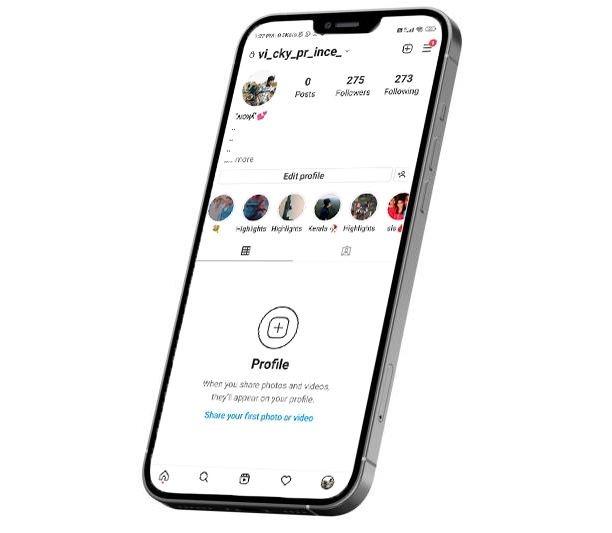 vi_cky_pr_ince_
0 275 273
Posts Followers Following
..
..
..
.... more
Edit profile
Highlights Highlights Kerala Highlights sis
Profile
When you share photos and videos,
they'll appear on your profile.
Share your first photo or video